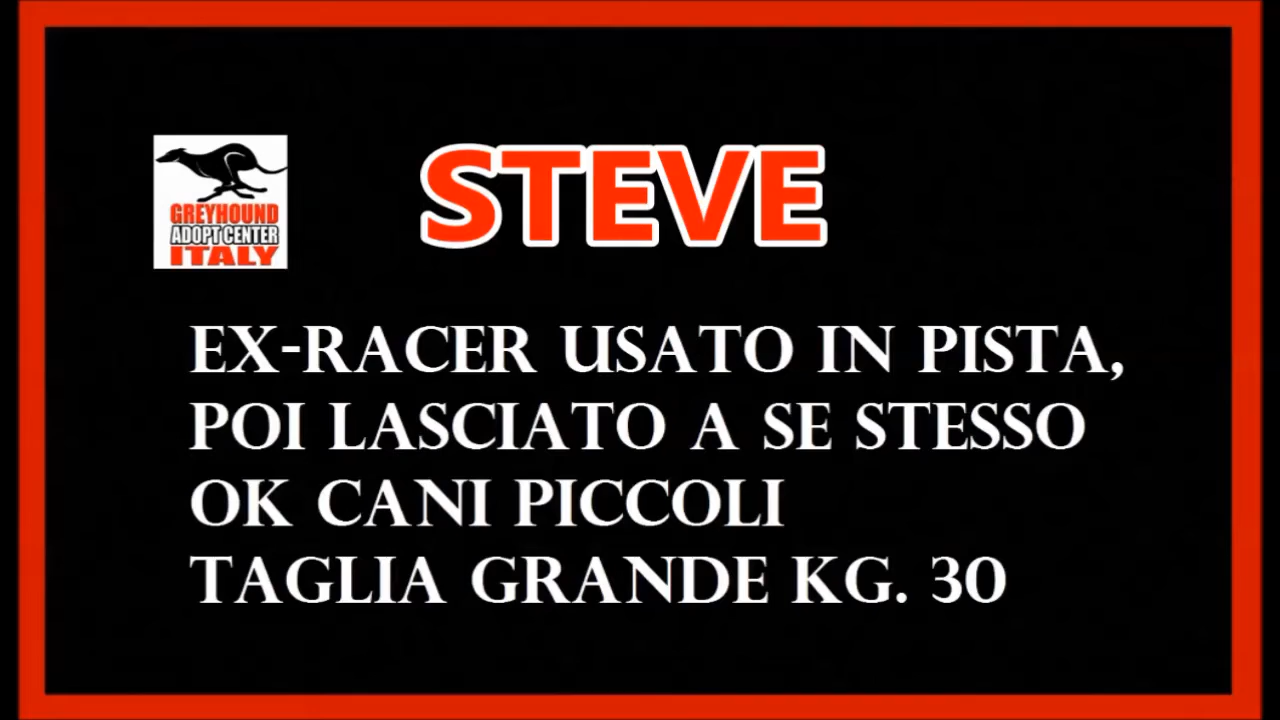 GREYHOUND
ADOPT CENTER
ITALY
STEVE
EX-RACER USATO IN PISTA,
POI LASCIATO A SE STESSO
OK CANI PICCOLI
TAGLIA GRANDE KG. 30